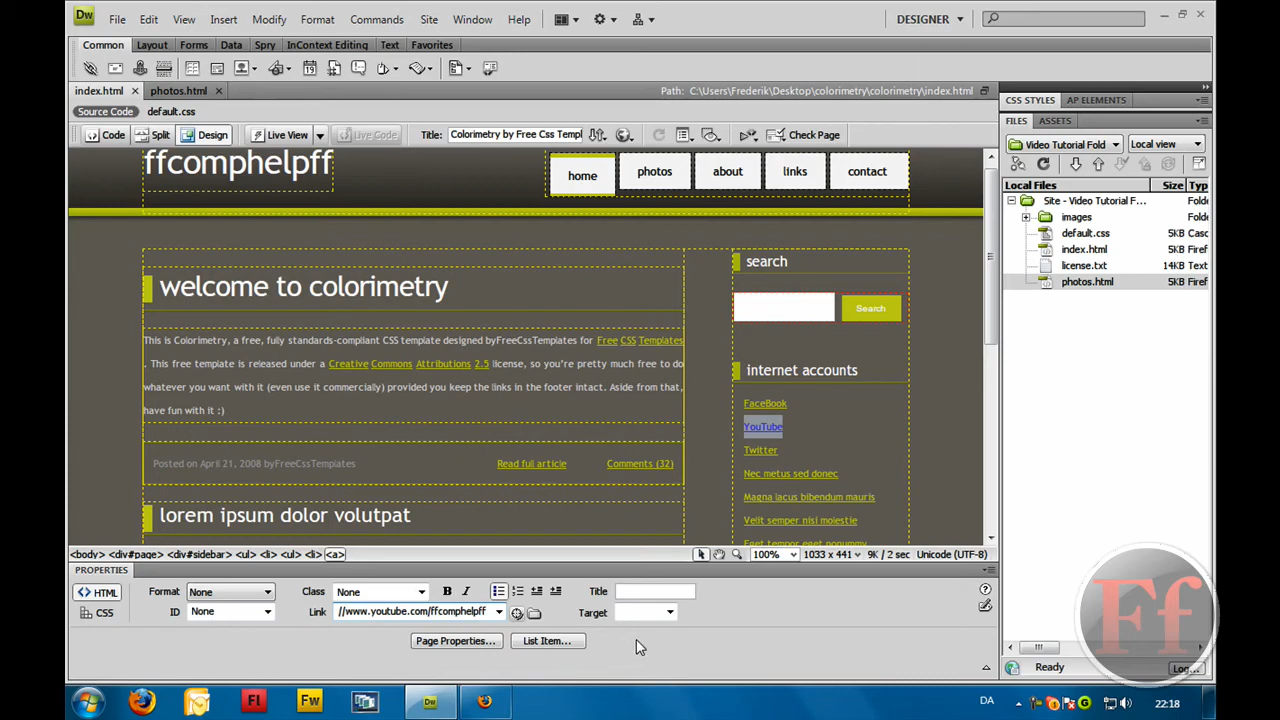 Dw File Edit View Insert Modify Format Commands Site Window Help DESIGNER
Common Layout Forms Data Spry InContext Editing Text Favorites
index.html photos.html Path: C:\Users\Frederik\Desktop\colorimetry\colorimetry\index.html
Source Code default.css
Code Split Design Live View Live Code Title: Colorimetry by Free Css Templ Check Page
ffcomphelpff
home photos about links contact
welcome to colorimetry
This is Colorimetry, a free, fully standards-compliant CSS template designed byFreeCssTemplates for Free CSS Templates
. This free template is released under a Creative Commons Attributions 2.5 license, so you're pretty much free to do
whatever you want with it (even use it commercially) provided you keep the links in the footer intact. Aside from that,
have fun with it :)
Posted on April 21, 2008 byFreeCssTemplates Read full article Comments (32)
lorem ipsum dolor volutpat
search
Search
internet accounts
FaceBook
YouTube
Twitter
Nec metus sed donec
Magna lacus bibendum mauris
Velit semper nisi molestie
Eget tempor eget nonummy
<body> <div#page> <div#sidebar> <ul> <li> <ul> <li> <a> 100% 1033 x 441 9K / 2 sec Unicode (UTF-8)
PROPERTIES
HTML Format None Class None B I Title
CSS ID None Link //www.youtube.com/ffcomphelpff Target
Page Properties... List Item...
CSS STYLES AP ELEMENTS
FILES ASSETS
Video Tutorial Fold Local view
Local Files Size Typ
Site - Video Tutorial F... Folde
images Folde
default.css 5KB Casc
index.html 5KB Firef
license.txt 14KB Text
photos.html 5KB Firef
Ready Log...
Ff
Fl Fw Dw DA 22:18